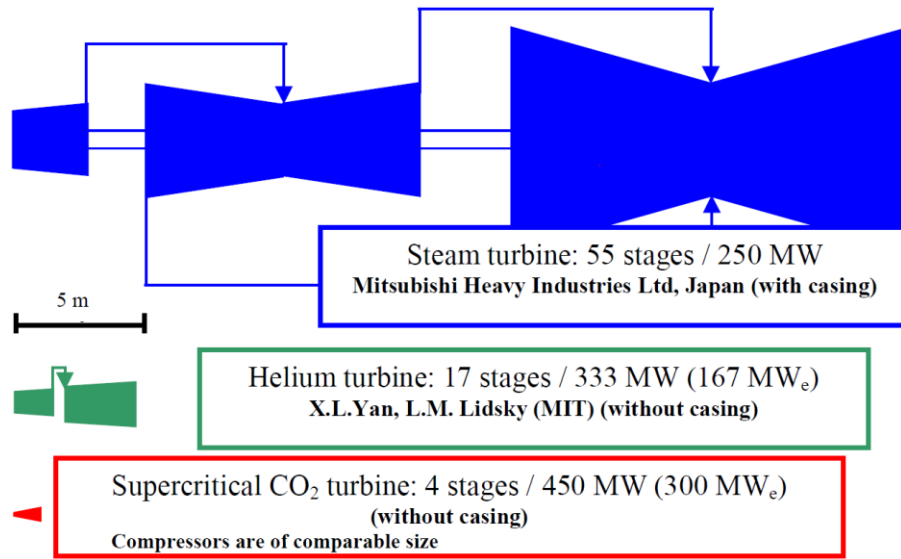 Steam turbine: 55 stages / 250 MW
Mitsubishi Heavy Industries Ltd, Japan (with casing)
5 m
Helium turbine: 17 stages / 333 MW (167 MWₑ)
X.L.Yan, L.M. Lidsky (MIT) (without casing)
Supercritical CO₂ turbine: 4 stages / 450 MW (300 MWₑ)
(without casing)
Compressors are of comparable size